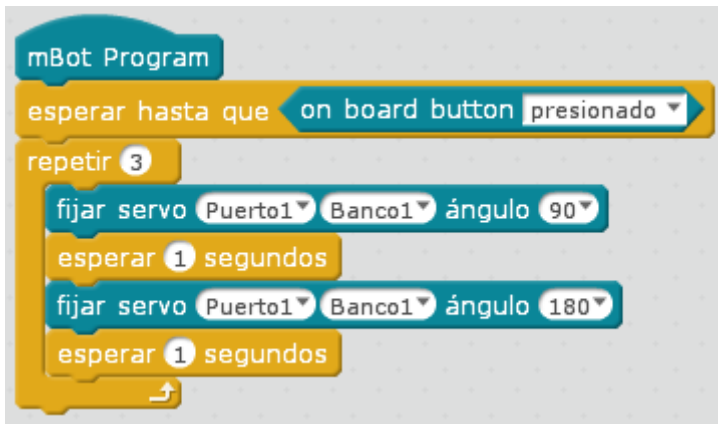 mBot Program
esperar hasta que on board button presionado
repetir 3
fijar servo Puerto1 Banco1 ángulo 90
esperar 1 segundos
fijar servo Puerto1 Banco1 ángulo 180
esperar 1 segundos